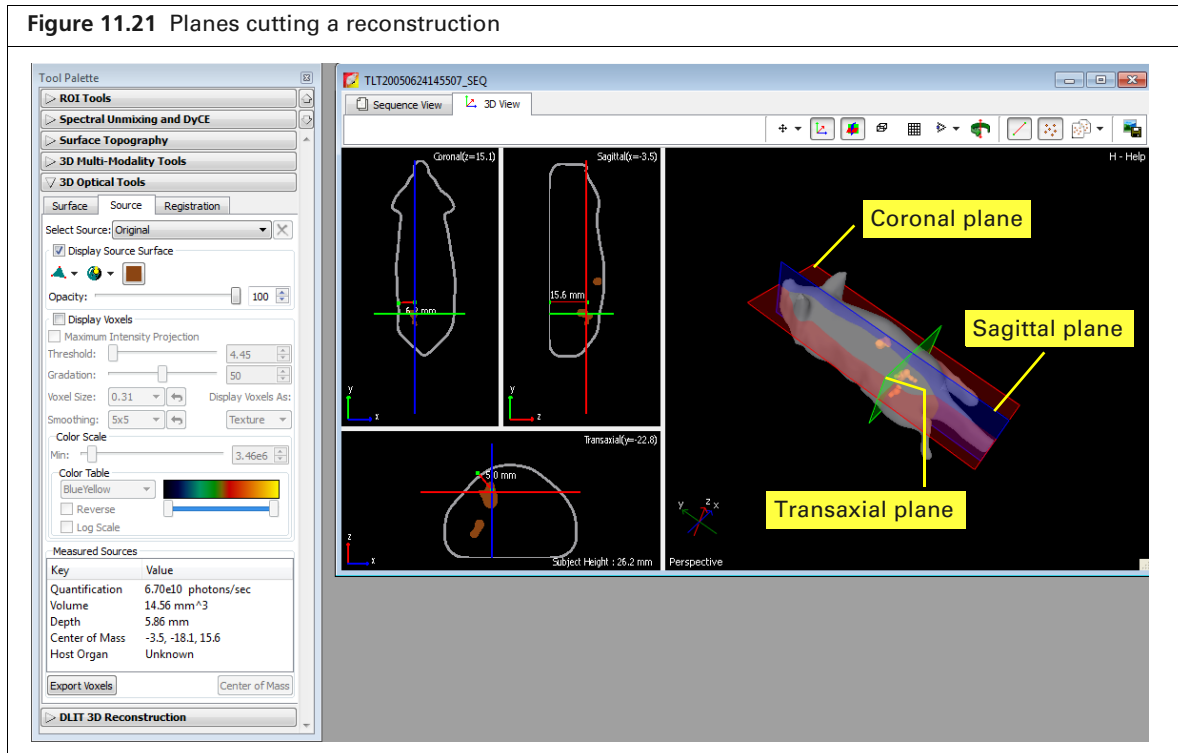 Figure 11.21 Planes cutting a reconstruction
Tool Palette
ROI Tools
Spectral Unmixing and DyCE
Surface Topography
3D Multi-Modality Tools
3D Optical Tools
Surface Source Registration
Select Source: Original
Display Source Surface
Opacity: 100
Display Voxels
Maximum Intensity Projection
Threshold: 4.45
Gradation: 50
Voxel Size: 0.31 Display Voxels As:
Smoothing: 5x5 Texture
Color Scale
Min: 3.46e6
Color Table
BlueYellow
Reverse
Log Scale
Measured Sources
Key Value
Quantification 6.70e10 photons/sec
Volume 14.56 mm^3
Depth 5.86 mm
Center of Mass -3.5, -18.1, 15.6
Host Organ Unknown
Export Voxels Center of Mass
DLIT 3D Reconstruction
TLT20050624145507_SEQ
Sequence View 3D View
Coronal(z=15.1)
mm
y
x
Sagittal(x=-3.5)
15.6 mm
y
z
Transaxial(y=-22.8)
5.0 mm
z
x
Subject Height : 26.2 mm
H - Help
Coronal plane
Sagittal plane
Transaxial plane
y z x
Perspective